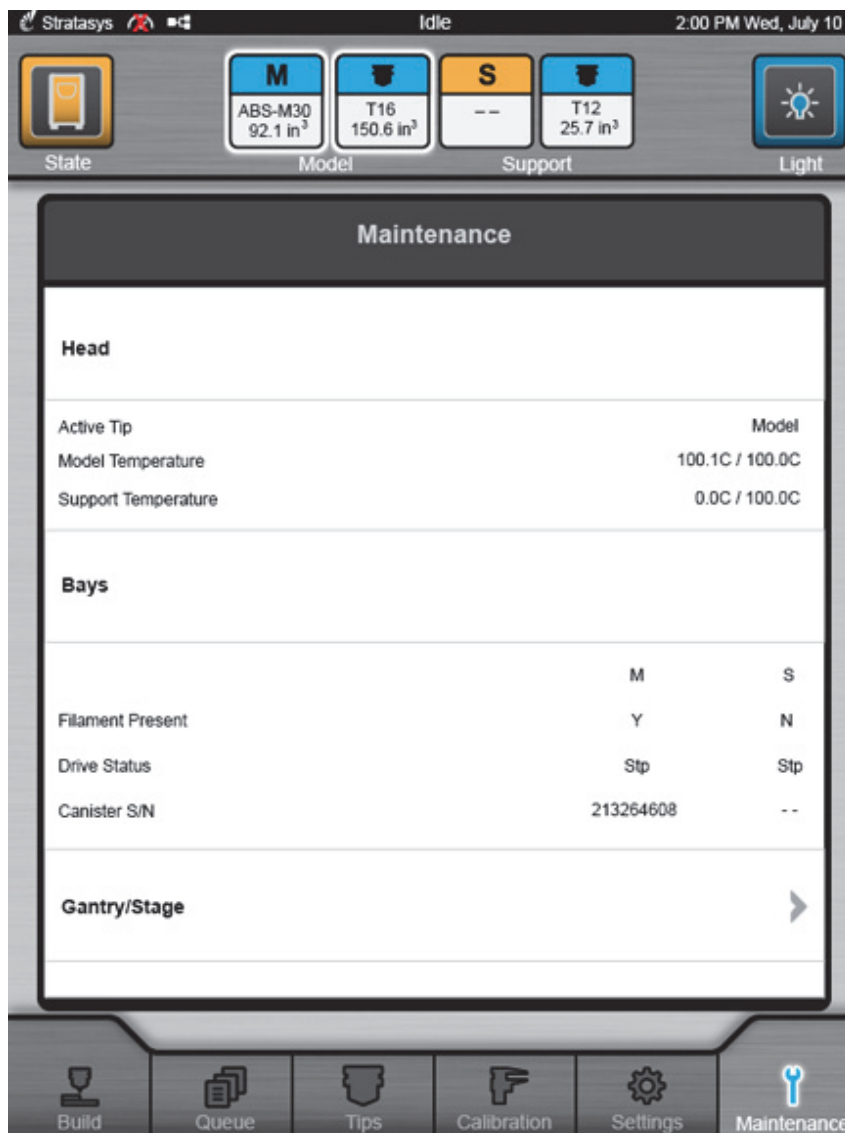 Stratasys Idle 2:00 PM Wed, July 10
M S
ABS-M30 T16 -- T12
92.1 in³ 150.6 in³ 25.7 in³
State Model Support Light
Maintenance
Head
Active Tip Model
Model Temperature 100.1C / 100.0C
Support Temperature 0.0C / 100.0C
Bays
M S
Filament Present Y N
Drive Status Stp Stp
Canister S/N 213264608 --
Gantry/Stage
Build Queue Tips Calibration Settings Maintenance